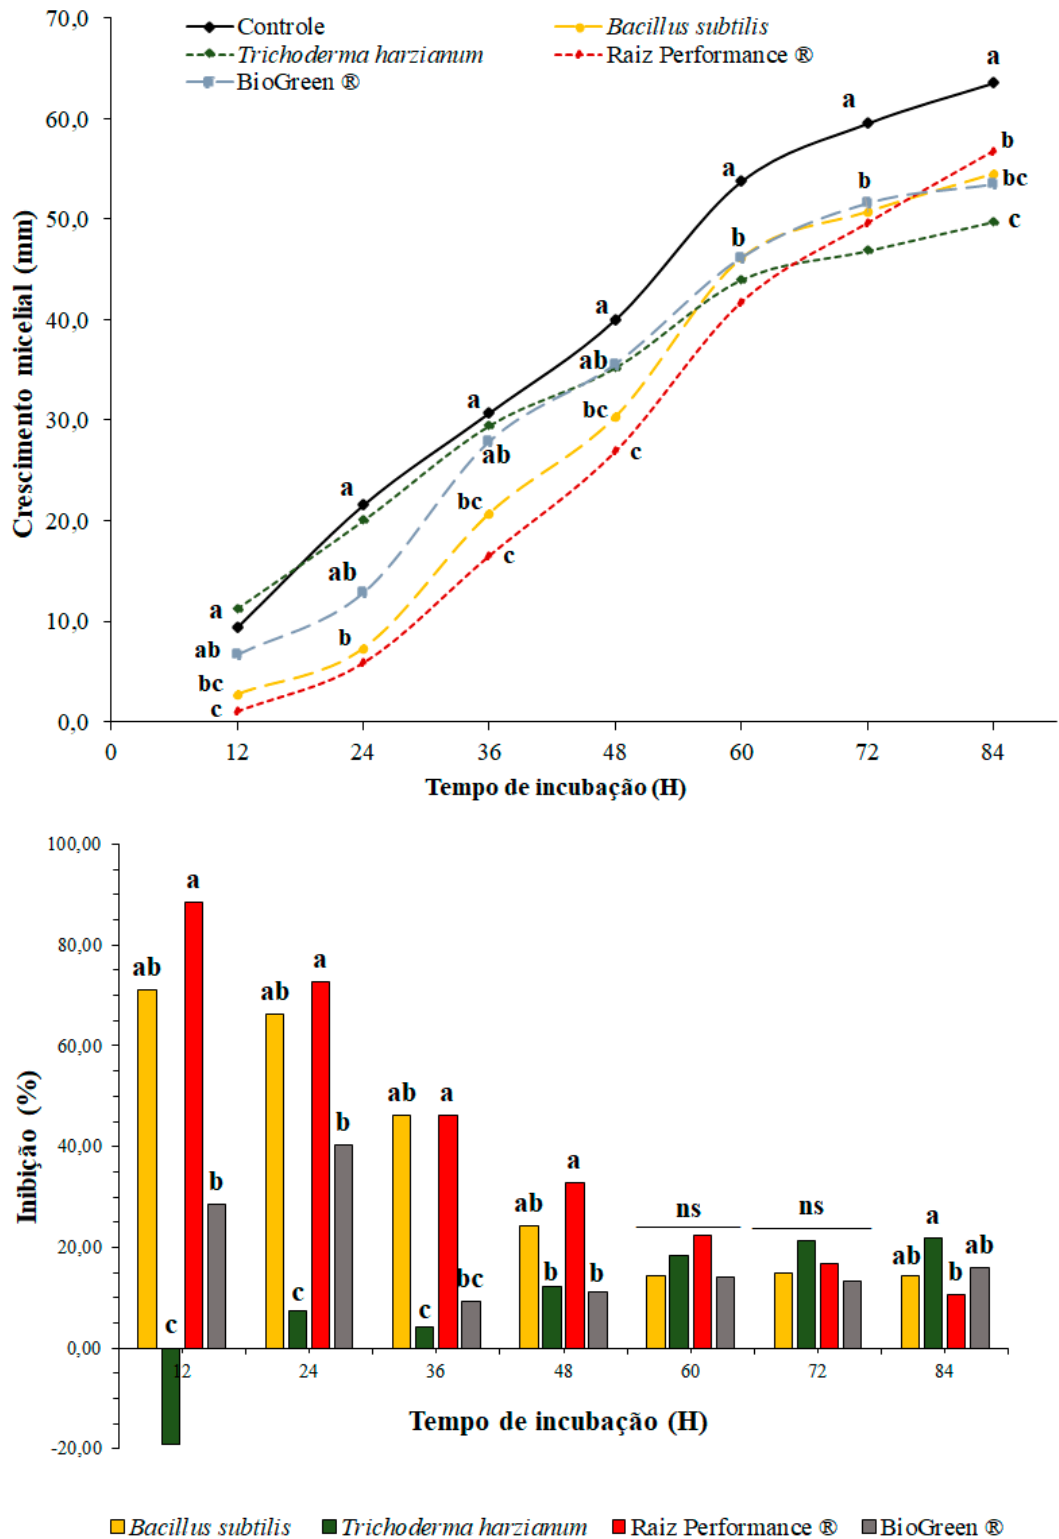 70,0
Controle
Bacillus subtilis
Trichoderma harzianum
Raiz Performance ®
BioGreen ®
60,0
50,0
40,0
30,0
20,0
10,0
0,0
Crescimento micelial (mm)
a
ab
bc
c
a
ab
b
a
ab
bc
c
a
ab
bc
c
a
b
a
b
a
b
bc
c
0 12 24 36 48 60 72 84
Tempo de incubação (H)
100,00
80,00
60,00
40,00
20,00
0,00
-20,00
Inibição (%)
ab c a b
ab c a b
ab c a bc
ab b a b
ns
ns
ab a b ab
12 24 36 48 60 72 84
Tempo de incubação (H)
Bacillus subtilis Trichoderma harzianum Raiz Performance ® BioGreen ®